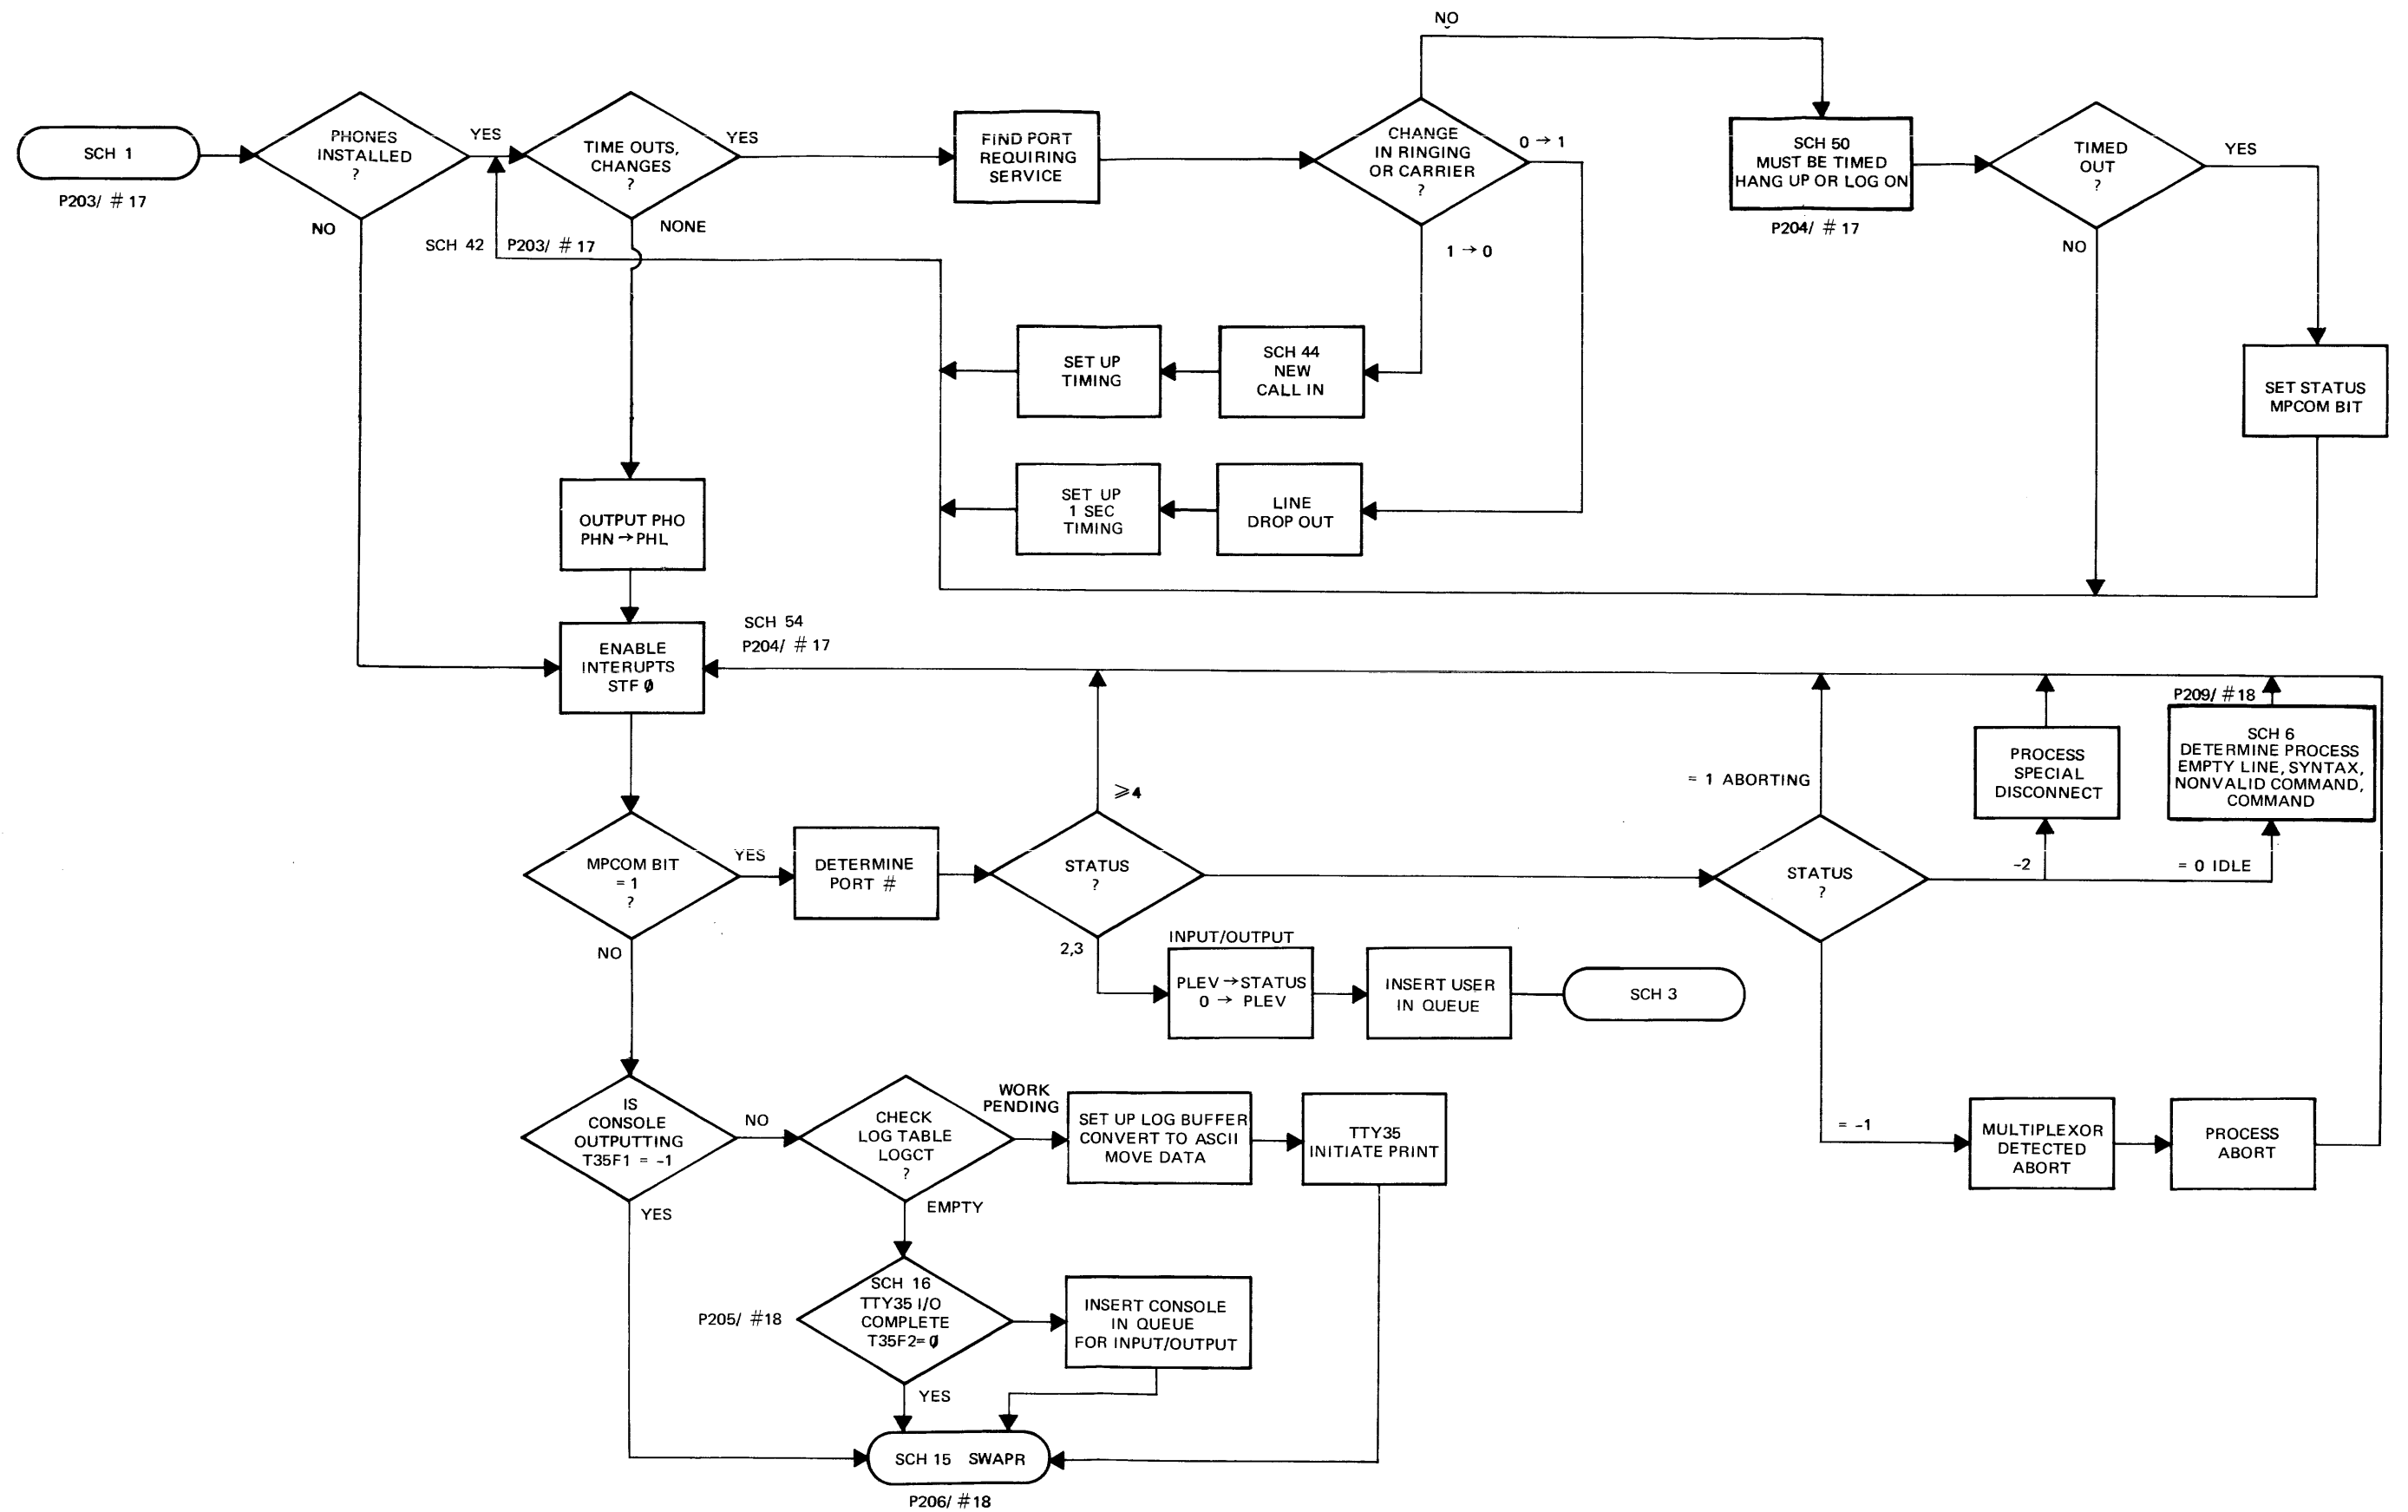 NO
SCH 1
P203/ # 17
PHONES
INSTALLED
?
YES
NO
TIME OUTS,
CHANGES
?
YES
NONE
SCH 42
P203/ # 17
FIND PORT
REQUIRING
SERVICE
CHANGE
IN RINGING
OR CARRIER
?
0 → 1
1 → 0
SCH 50
MUST BE TIMED
HANG UP OR LOG ON
P204/ # 17
TIMED
OUT
?
YES
NO
SET UP
TIMING
SCH 44
NEW
CALL IN
SET STATUS
MPCOM BIT
SET UP
1 SEC
TIMING
LINE
DROP OUT
OUTPUT PHO
PHN → PHL
ENABLE
INTERUPTS
STF Ø
SCH 54
P204/ # 17
MPCOM BIT
= 1
?
YES
NO
DETERMINE
PORT #
STATUS
?
⩾4
2,3
= 1 ABORTING
STATUS
?
PROCESS
SPECIAL
DISCONNECT
-2
P209/ #18
SCH 6
DETERMINE PROCESS
EMPTY LINE, SYNTAX,
NONVALID COMMAND,
COMMAND
= 0 IDLE
INPUT/OUTPUT
PLEV → STATUS
0 → PLEV
INSERT USER
IN QUEUE
SCH 3
= -1
MULTIPLEXOR
DETECTED
ABORT
PROCESS
ABORT
IS
CONSOLE
OUTPUTTING
T35F1 = -1
NO
YES
CHECK
LOG TABLE
LOGCT
?
WORK
PENDING
EMPTY
SET UP LOG BUFFER
CONVERT TO ASCII
MOVE DATA
TTY35
INITIATE PRINT
P205/ #18
SCH 16
TTY35 I/O
COMPLETE
T35F2= Ø
YES
INSERT CONSOLE
IN QUEUE
FOR INPUT/OUTPUT
SCH 15 SWAPR
P206/ #18